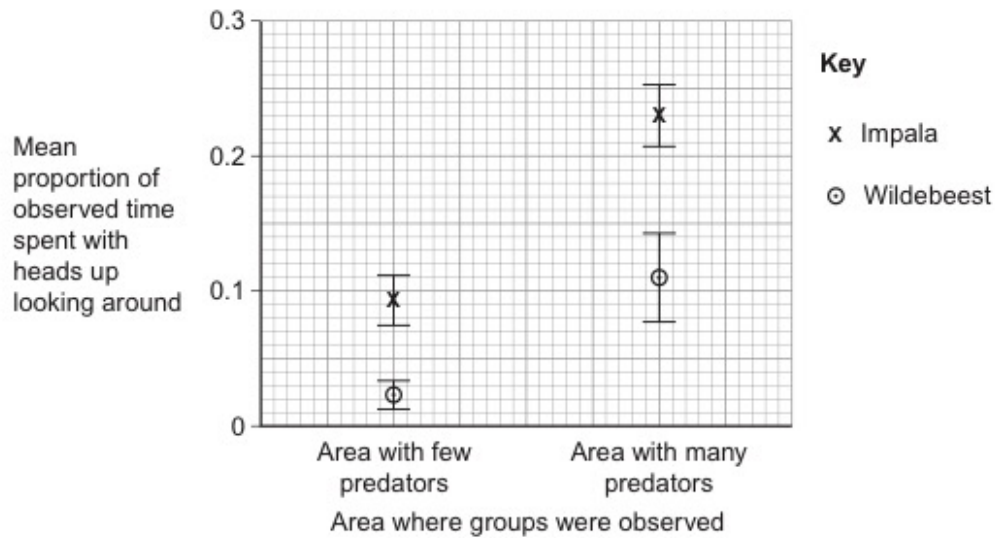 0.3
0.2
0.1
0
Mean
proportion of
observed time
spent with
heads up
looking around
Area with few
predators
Area with many
predators
Area where groups were observed
Key
x Impala
⊙ Wildebeest